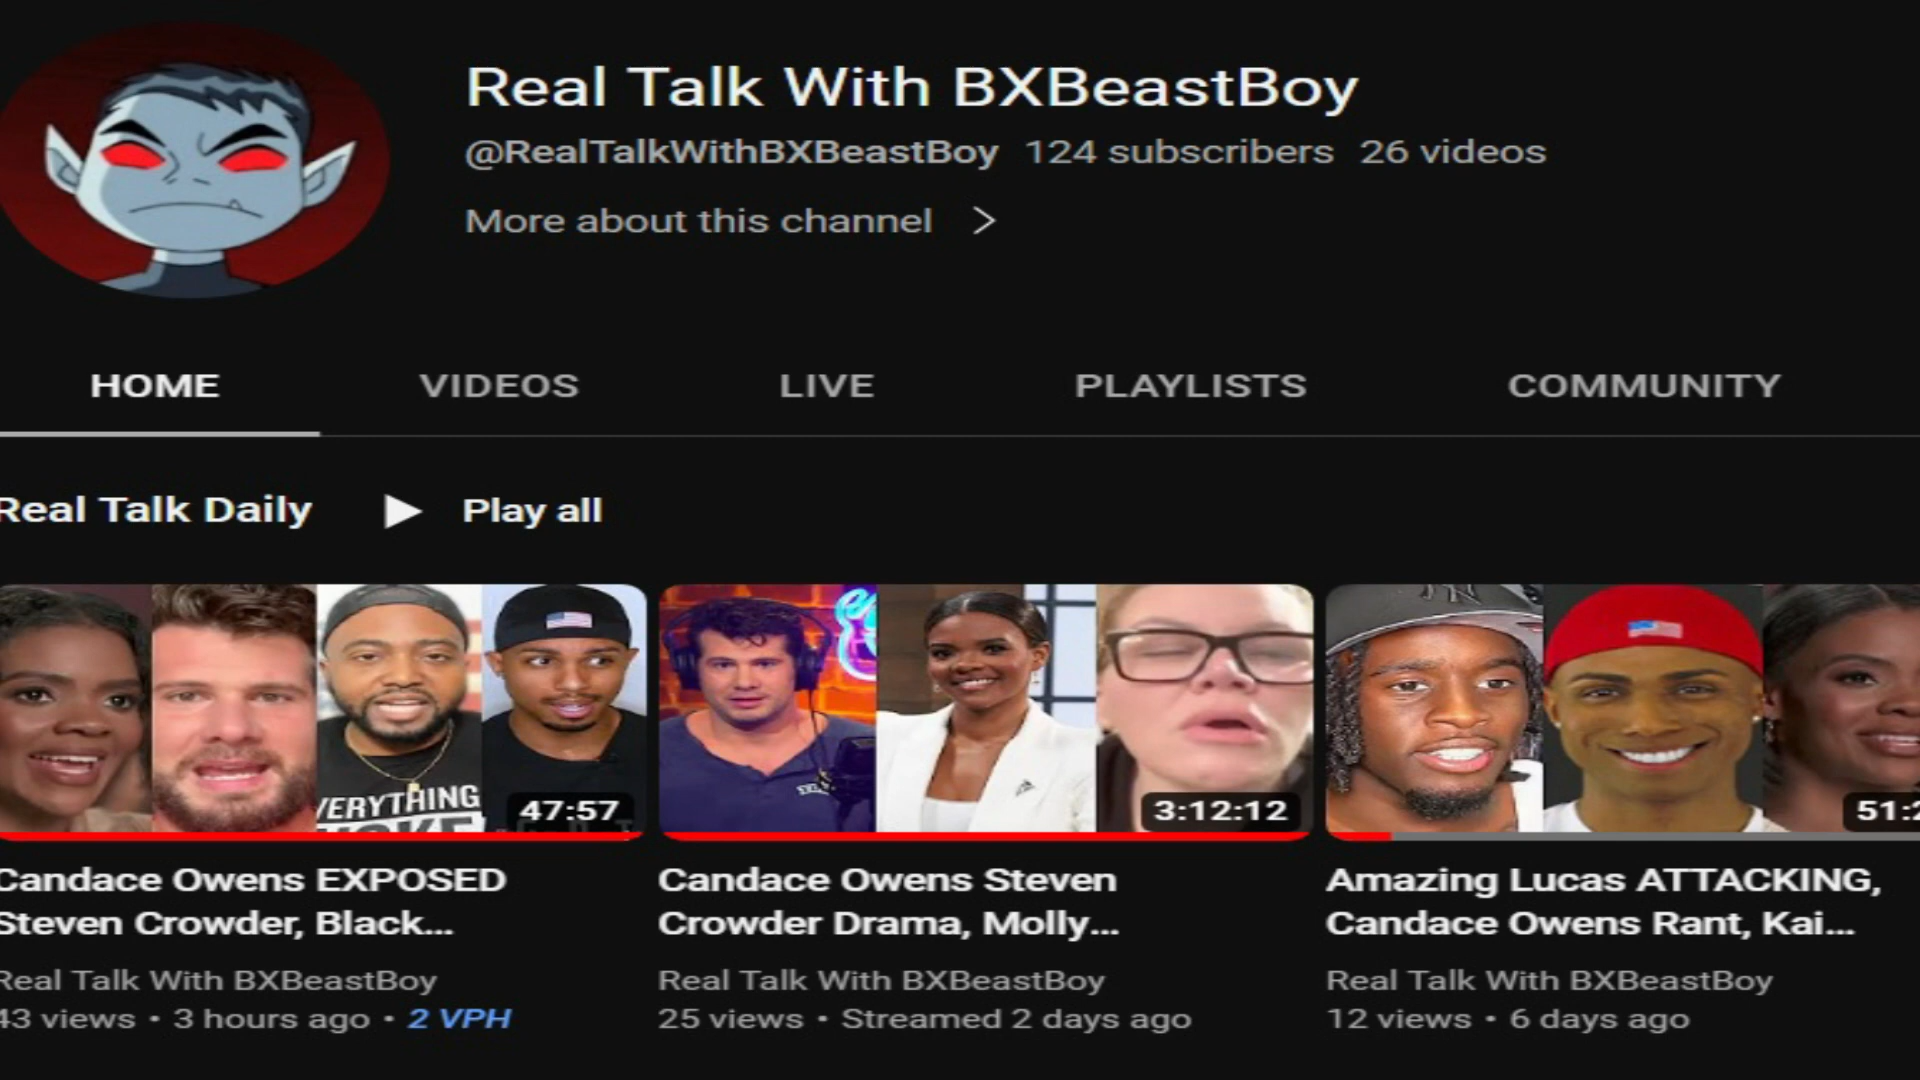 Real Talk With BXBeastBoy
@RealTalkWithBXBeastBoy 124 subscribers 26 videos
More about this channel >
HOME VIDEOS LIVE PLAYLISTS COMMUNITY
Real Talk Daily ▶ Play all
VERYTHING
47:57
3:12:12
51:2
Candace Owens EXPOSED
Steven Crowder, Black...
Real Talk With BXBeastBoy
43 views • 3 hours ago • 2 VPH
Candace Owens Steven
Crowder Drama, Molly...
Real Talk With BXBeastBoy
25 views • Streamed 2 days ago
Amazing Lucas ATTACKING,
Candace Owens Rant, Kai...
Real Talk With BXBeastBoy
12 views • 6 days ago